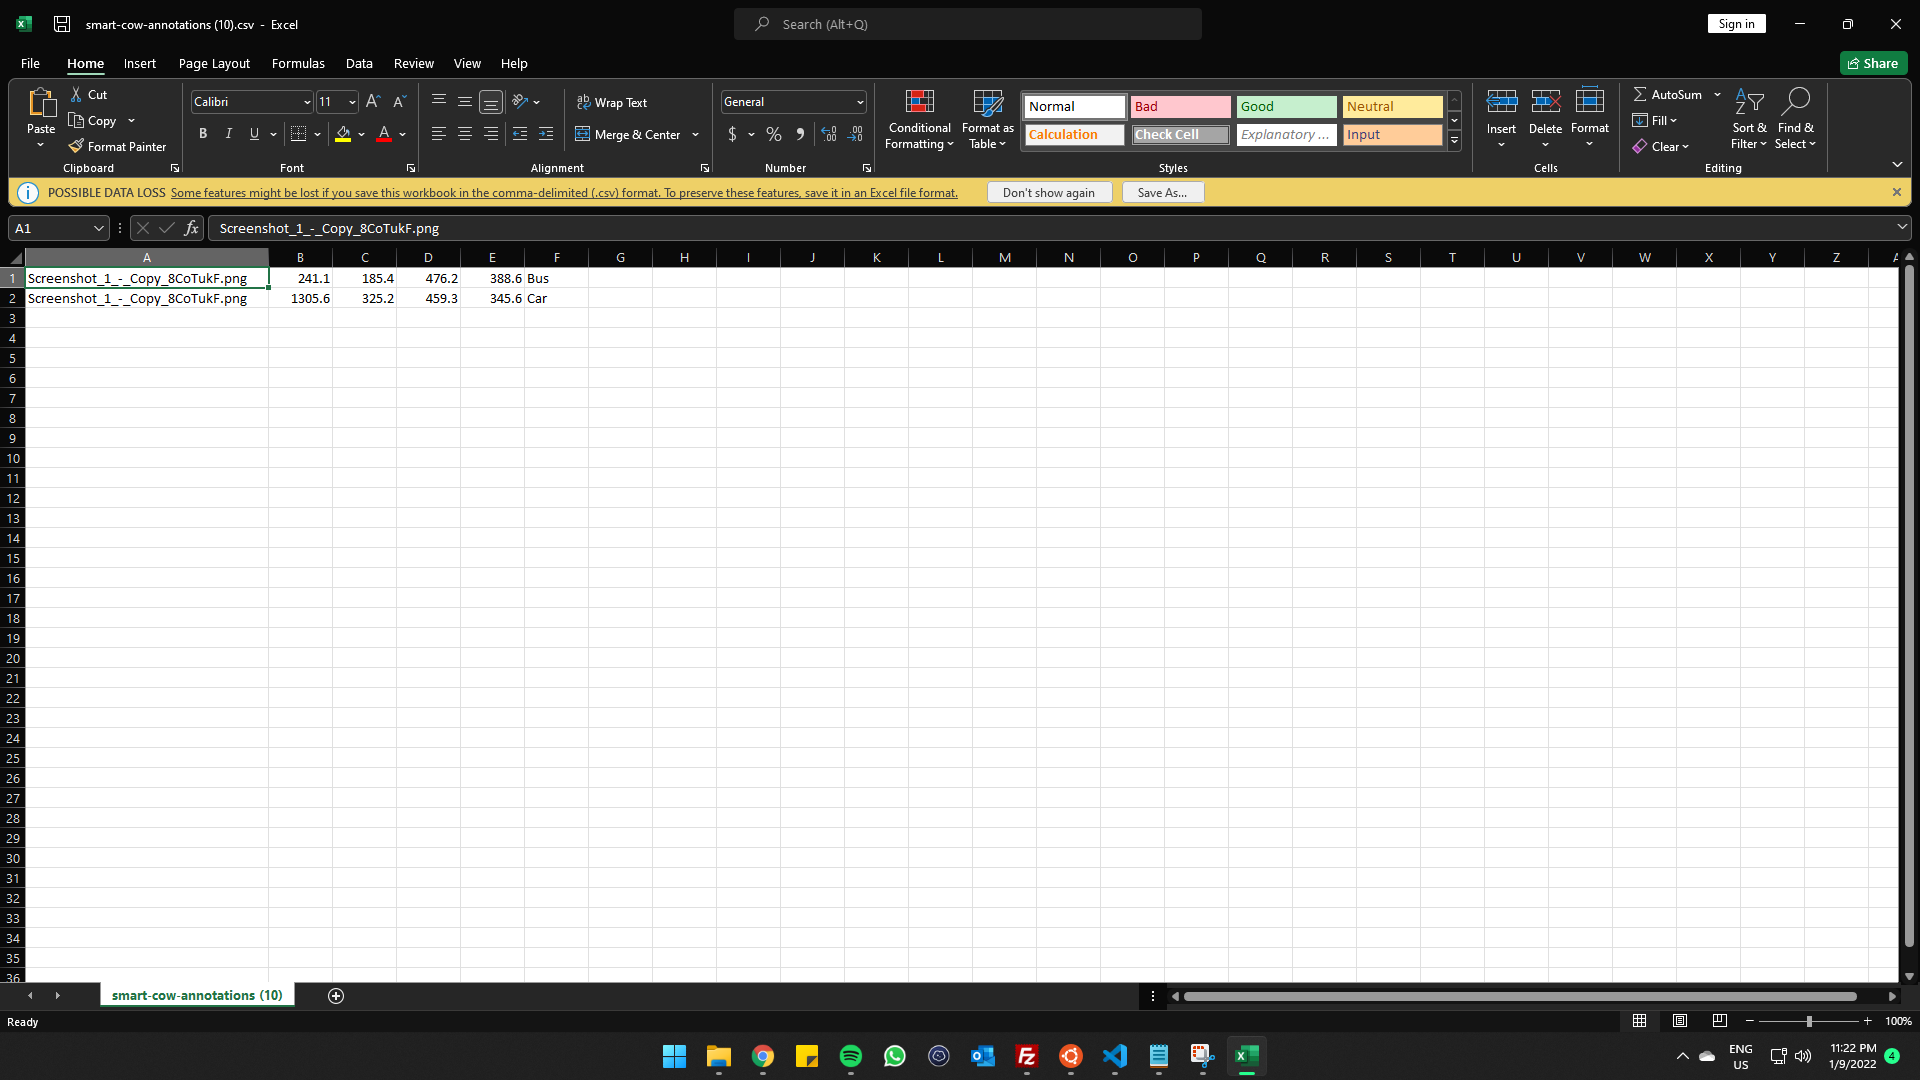 smart-cow-annotations (10).csv - Excel
Search (Alt+Q)
Sign in
File Home Insert Page Layout Formulas Data Review View Help
Share
Paste
Cut
Copy
Format Painter
Clipboard
Calibri 11
B I U
Font
Wrap Text
Merge & Center
Alignment
General
$ % ,
Number
Conditional Formatting
Format as Table
Normal Bad Good Neutral
Calculation Check Cell Explanatory ... Input
Styles
Insert Delete Format
Cells
AutoSum
Fill
Clear
Sort & Filter
Find & Select
Editing
POSSIBLE DATA LOSS Some features might be lost if you save this workbook in the comma-delimited (.csv) format. To preserve these features, save it in an Excel file format. Don't show again Save As...
A1 fx Screenshot_1_-_Copy_8CoTukF.png
A B C D E F G H I J K L M N O P Q R S T U V W X Y Z
1 Screenshot_1_-_Copy_8CoTukF.png 241.1 185.4 476.2 388.6 Bus
2 Screenshot_1_-_Copy_8CoTukF.png 1305.6 325.2 459.3 345.6 Car
3
4
5
6
7
8
9
10
11
12
13
14
15
16
17
18
19
20
21
22
23
24
25
26
27
28
29
30
31
32
33
34
35
36
smart-cow-annotations (10)
Ready
100%
ENG
US
11:22 PM
1/9/2022
4